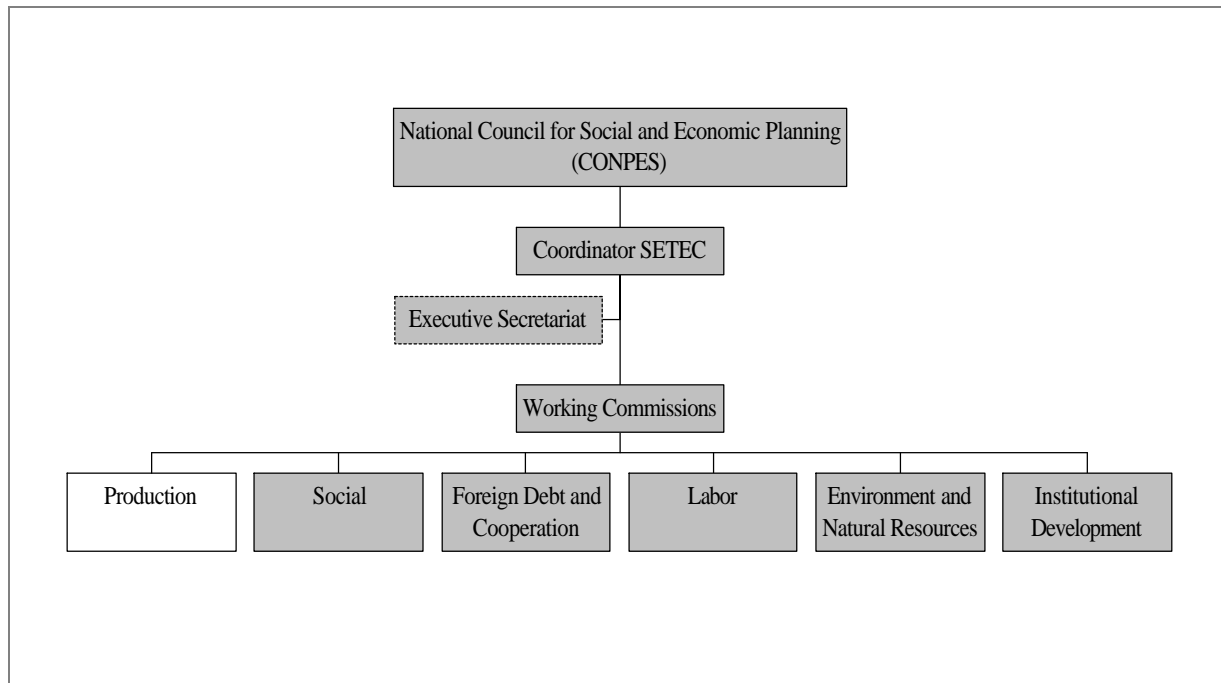 National Council for Social and Economic Planning
(CONPES)
Coordinator SETEC
Executive Secretariat
Working Commissions
Production
Social
Foreign Debt and
Cooperation
Labor
Environment and
Natural Resources
Institutional
Development